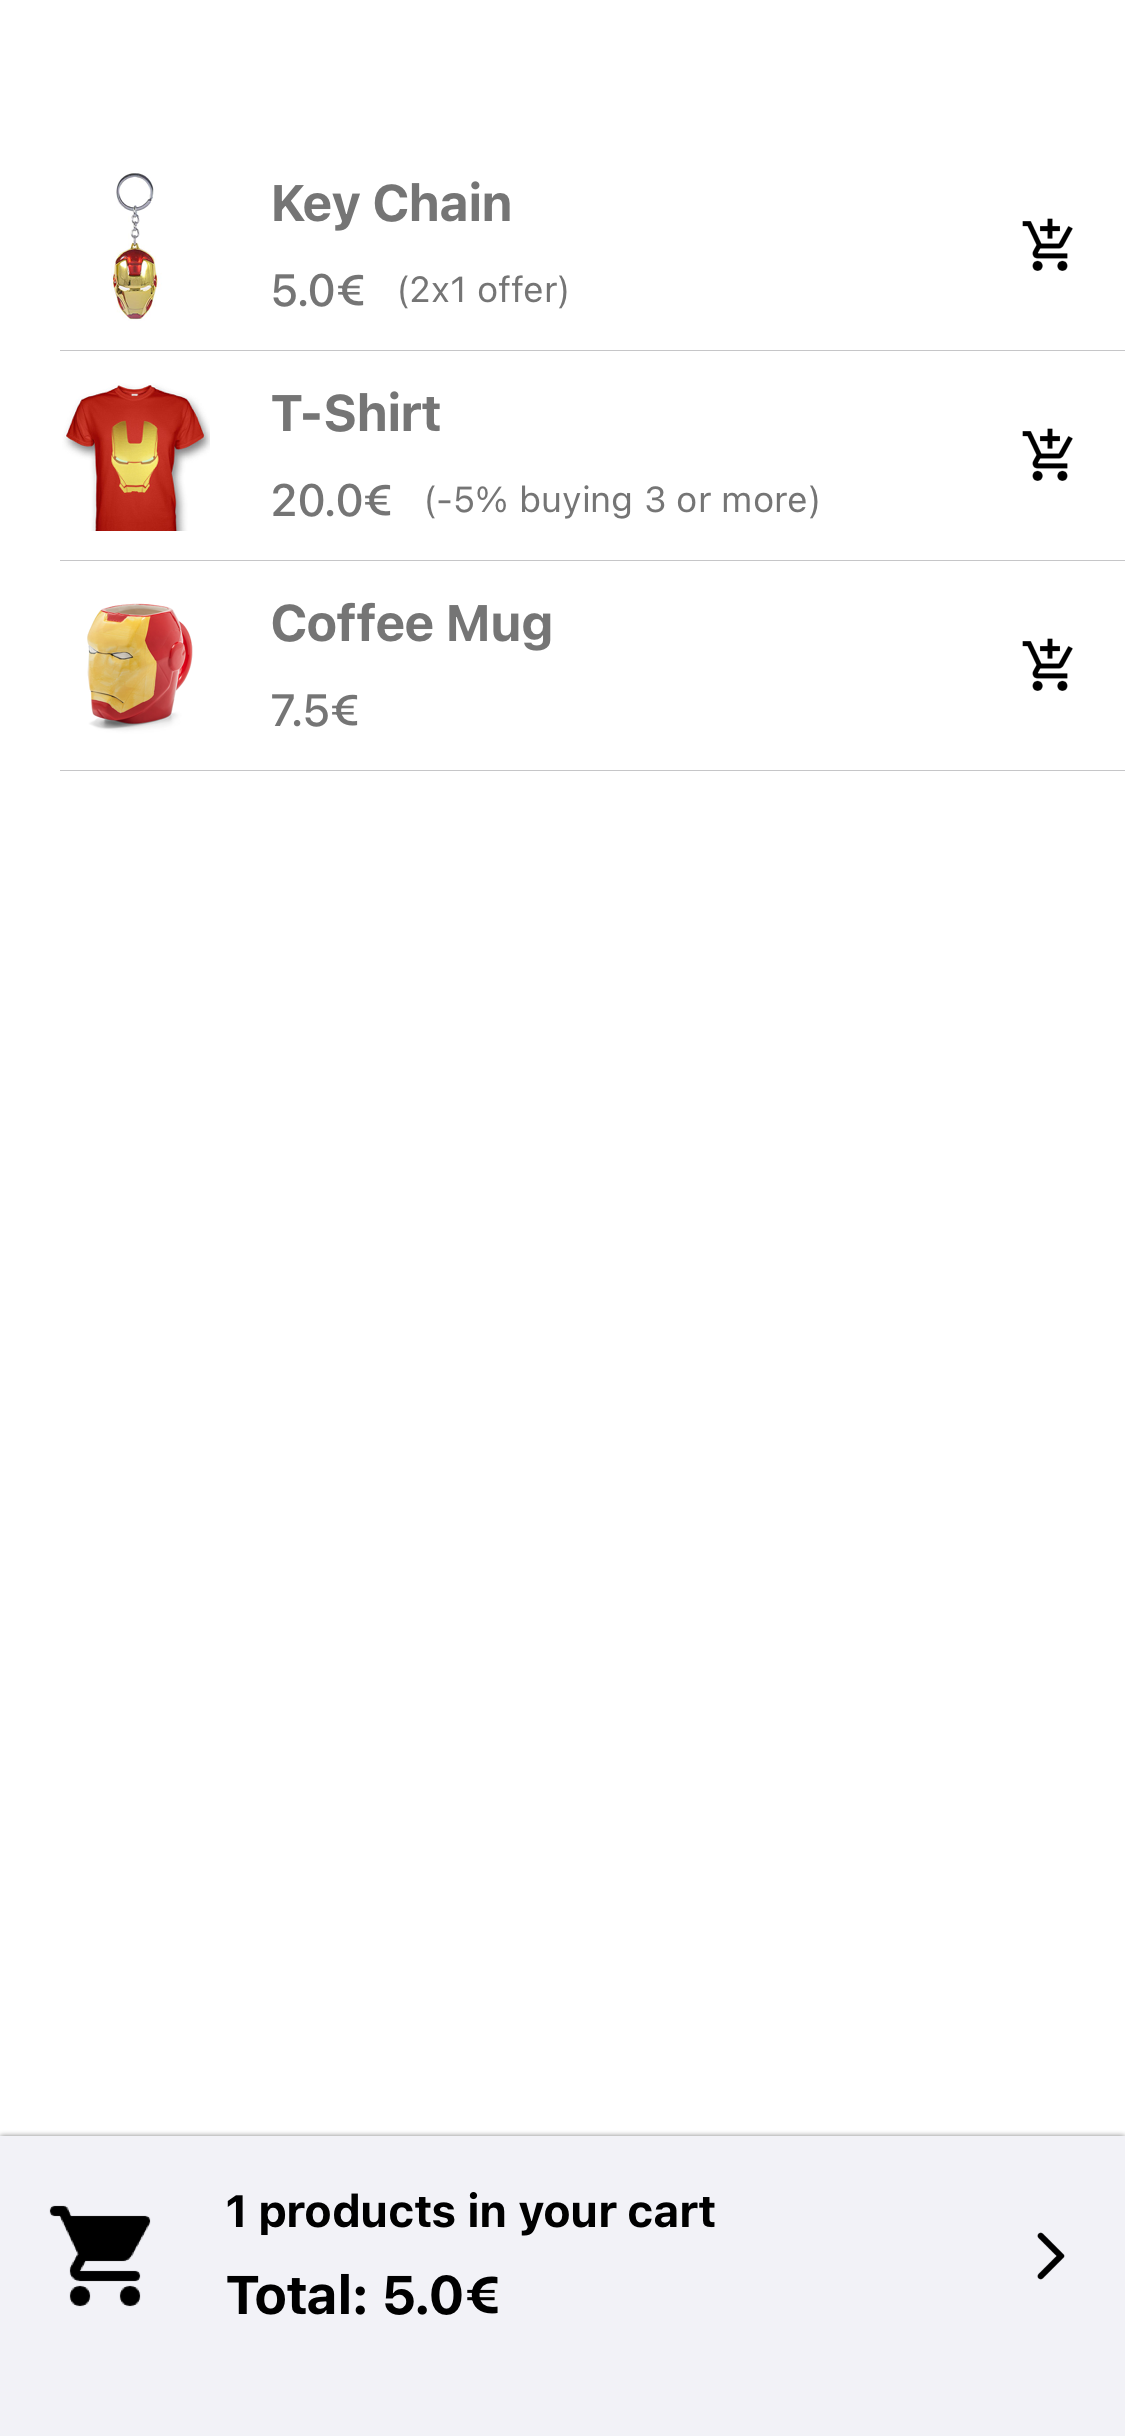 Key Chain
5.0€ (2x1 offer)
T-Shirt
20.0€ (-5% buying 3 or more)
Coffee Mug
7.5€
1 products in your cart
Total: 5.0€